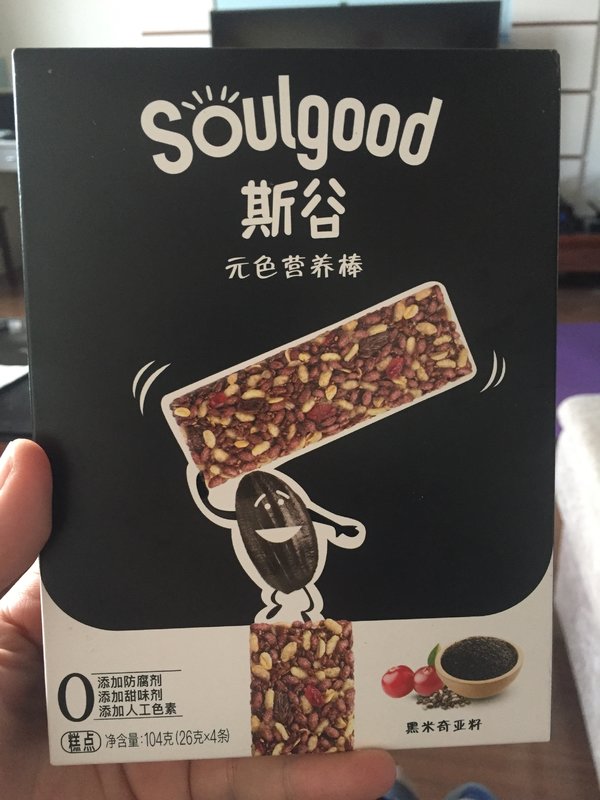 Soulgood
斯谷
元色营养棒
0
添加防腐剂
添加甜味剂
添加人工色素
糕点 净含量:104克(26克×4条)
黑米奇亚籽